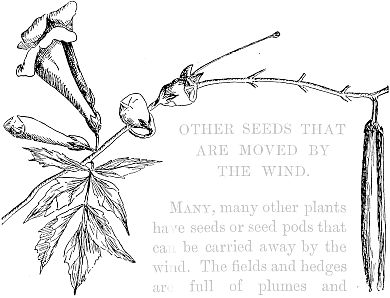 OTHER SEEDS THAT
ARE MOVED BY
THE WIND.
MANY, many other plants
have seeds or seed pods that
can be carried away by the
wind. The fields and hedges
are full of plumes and